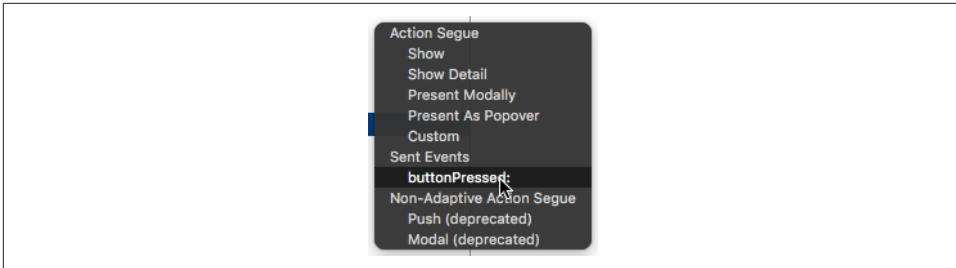 Action Segue
Show
Show Detail
Present Modally
Present As Popover
Custom
Sent Events
buttonPressed:
Non-Adaptive Action Segue
Push (deprecated)
Modal (deprecated)